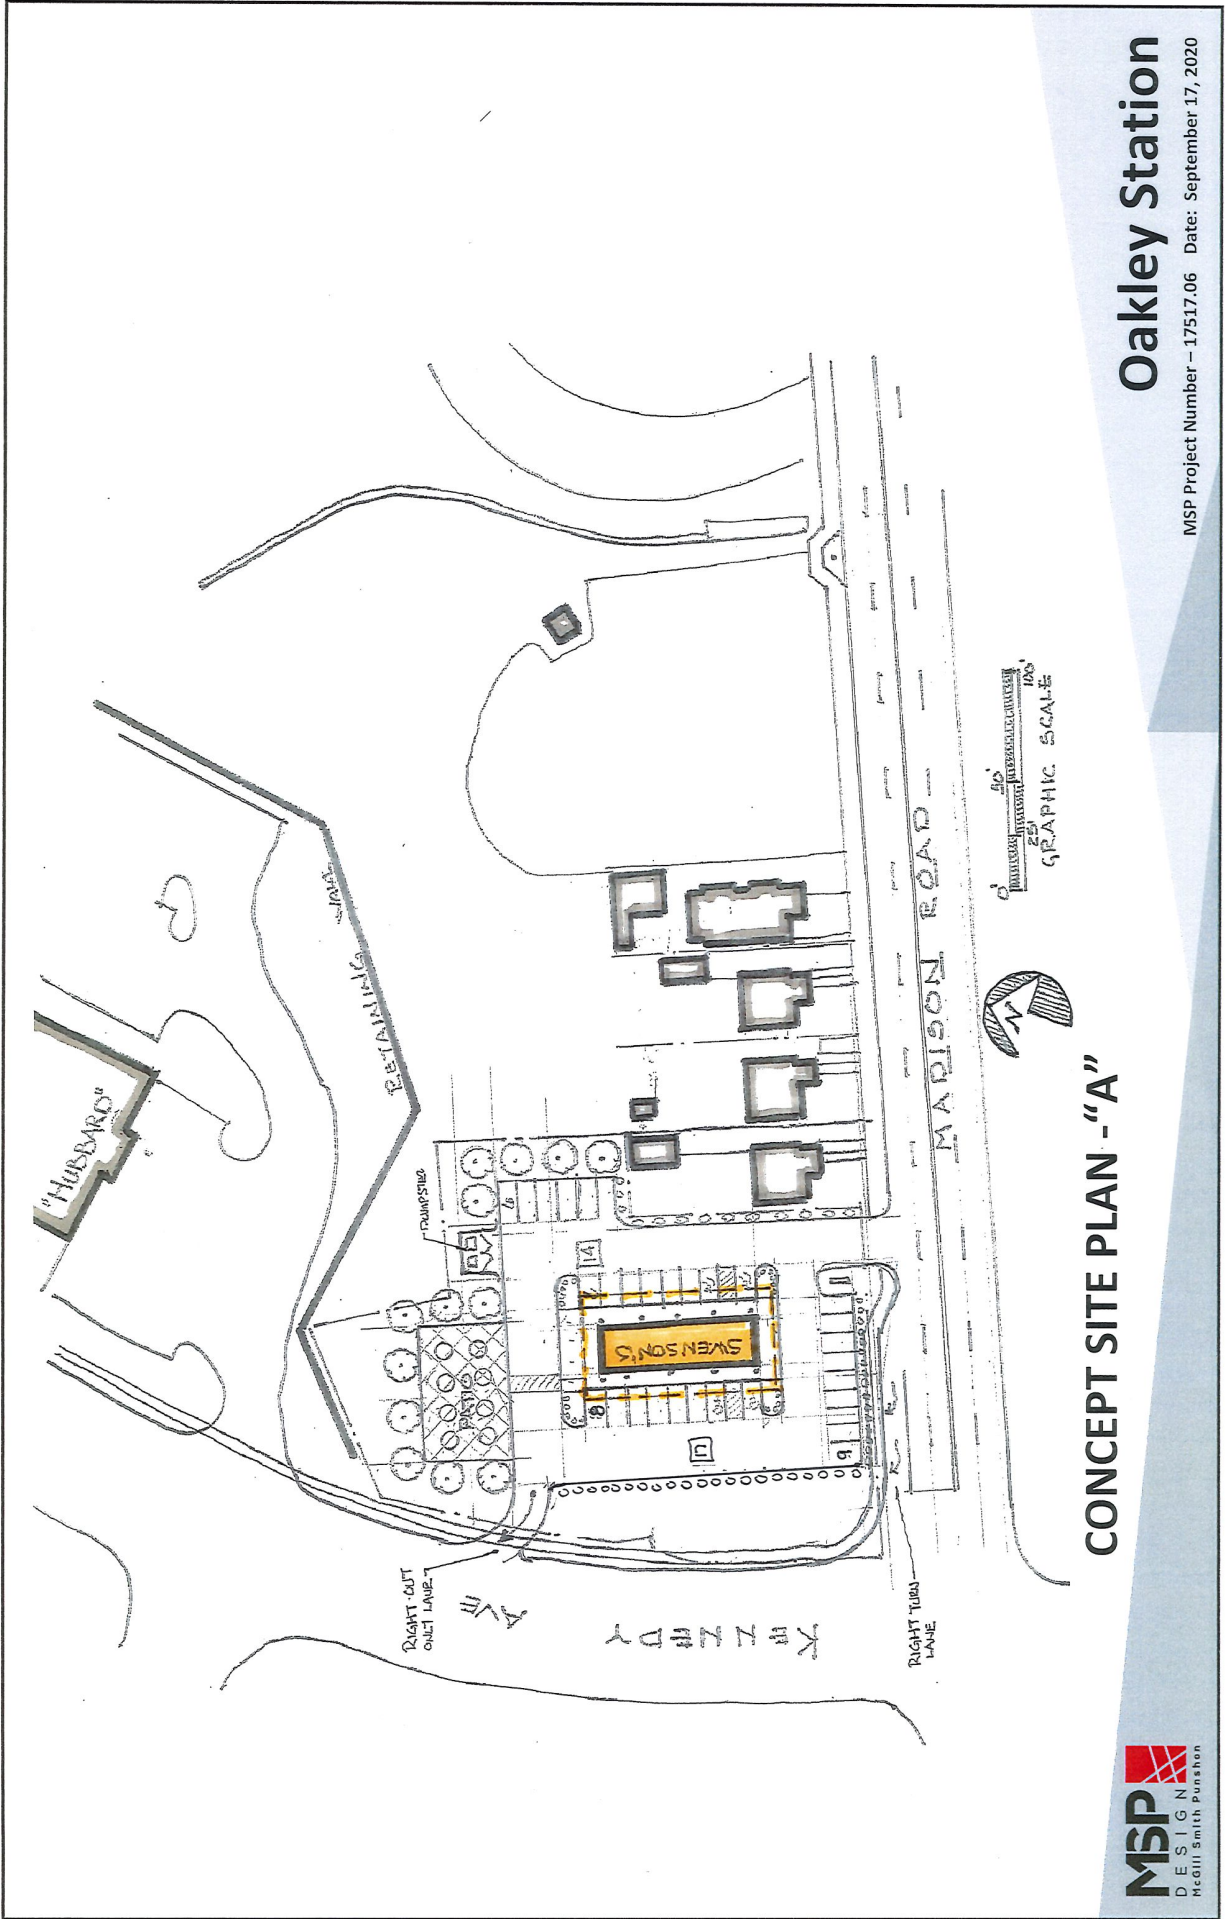 "HUBBARD"
RETAINING WALL
DUMPSTER
PATIO
6
14
8
SWENSON'S
17
9
RIGHT-OUT
ONLY LANE
KENNEDY
AVE
RIGHT TURN
LANE
MADISON ROAD
N
0' 25' 50' 100'
GRAPHIC SCALE
CONCEPT SITE PLAN -"A"
Oakley Station
MSP Project Number – 17517.06 Date: September 17, 2020
MSP
DESIGN
McGill Smith Punshon